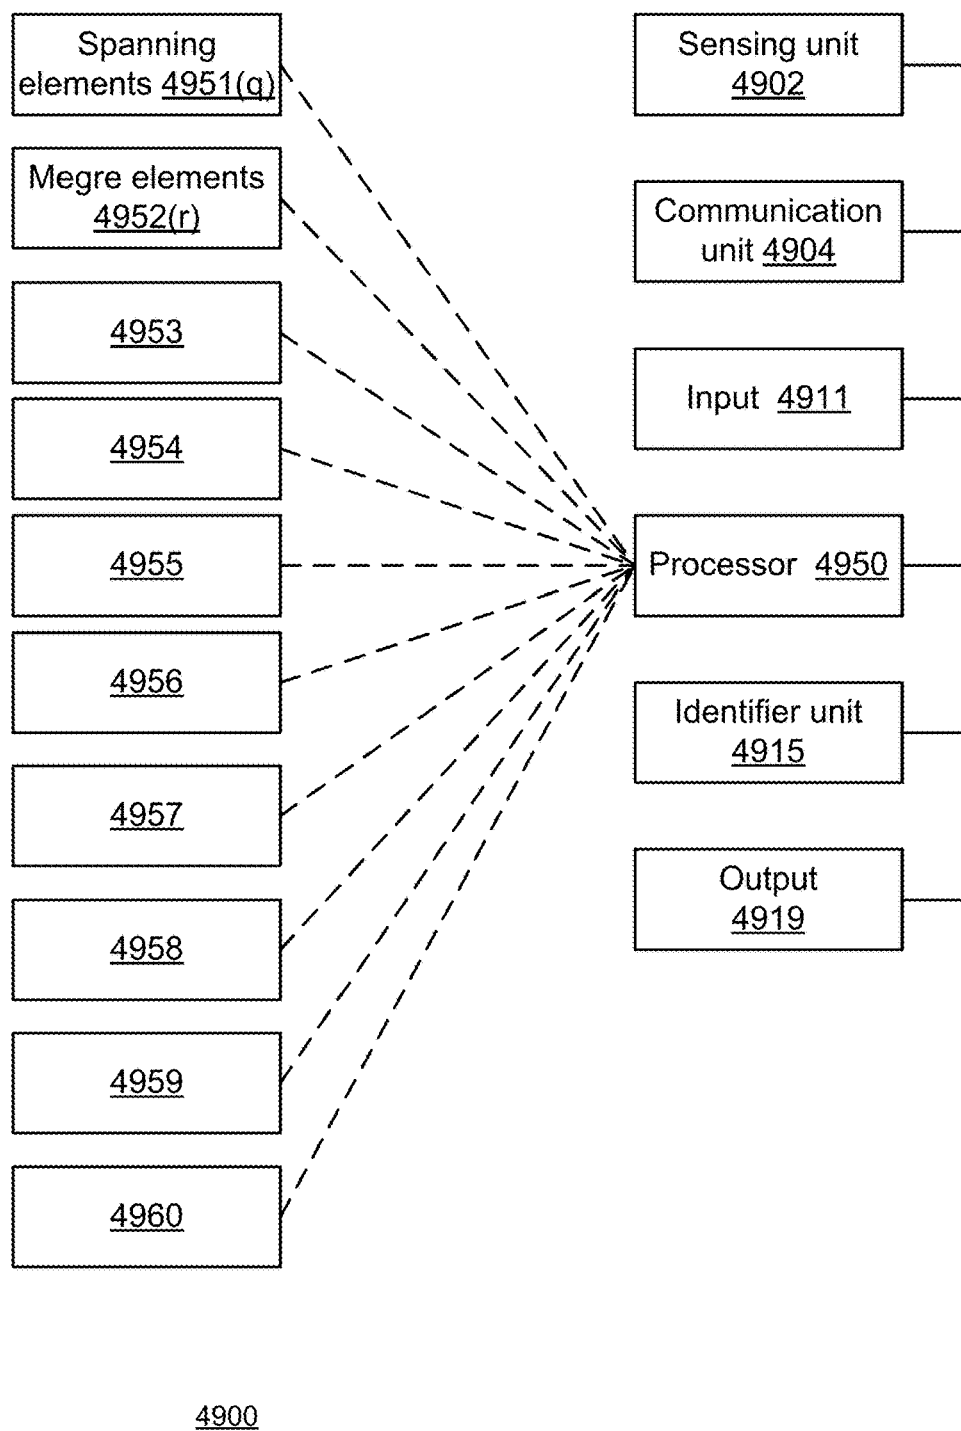 Spanning
elements 4951(q)
Megre elements
4952(r)
4953
4954
4955
4956
4957
4958
4959
4960
Sensing unit
4902
Communication
unit 4904
Input 4911
Processor 4950
Identifier unit
4915
Output
4919
4900